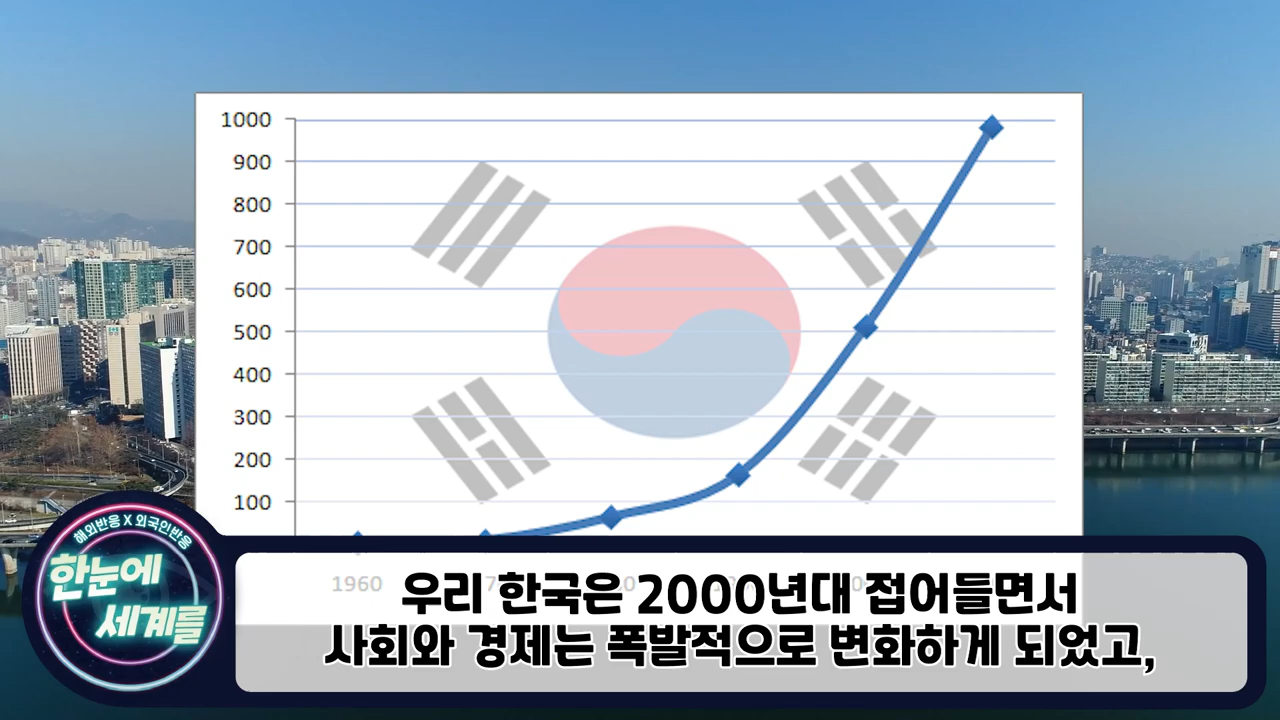 1000
900
800
700
600
500
400
300
200
100
1960
해외반응 X 외국인반응
한눈에
세계를
우리 한국은 2000년대 접어들면서
사회와 경제는 폭발적으로 변화하게 되었고,